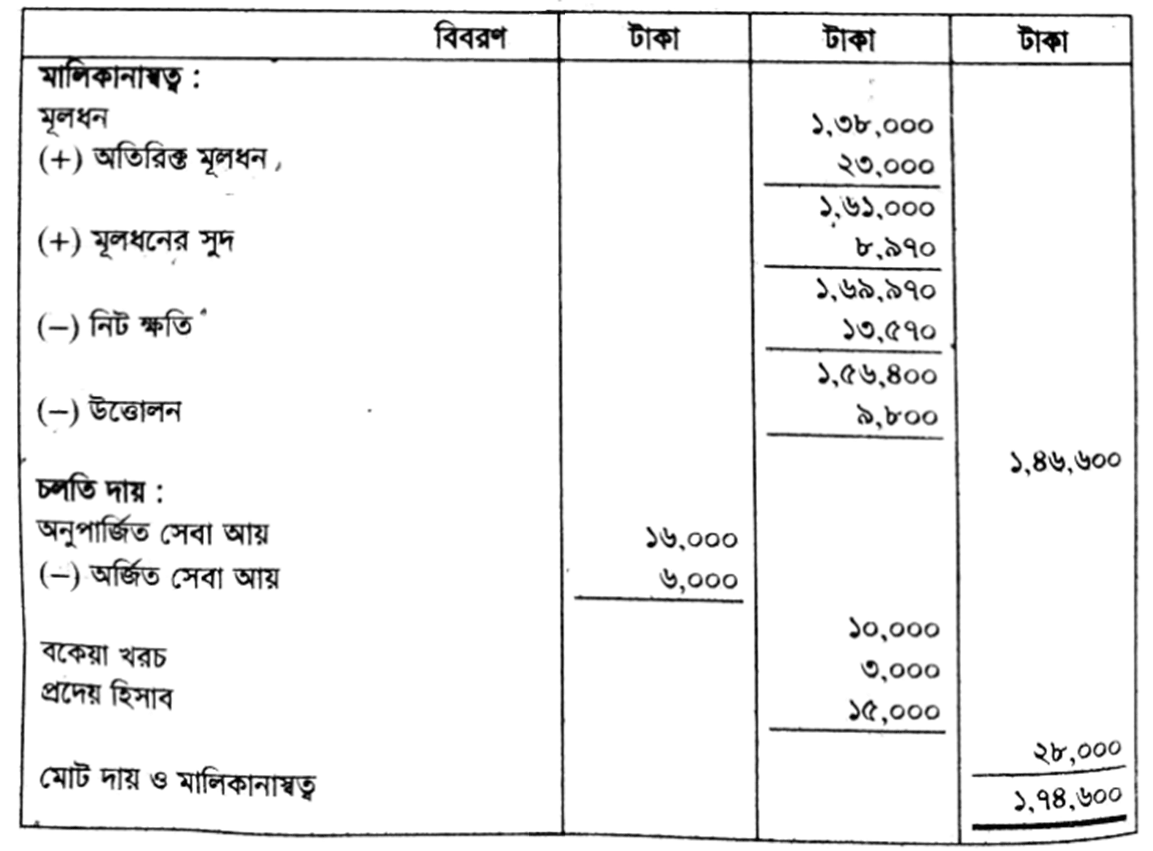 বিবরণ টাকা টাকা টাকা
মালিকানাস্বত্ব :
মূলধন ১,৩৮,০০০
(+) অতিরিক্ত মূলধন ২৩,০০০
১,৬১,০০০
(+) মূলধনের সুদ ৮,৯৭০
১,৬৯,৯৭০
(–) নিট ক্ষতি ১৩,৫৭০
১,৫৬,৪০০
(–) উত্তোলন ৯,৮০০
১,৪৬,৬০০
চলতি দায় :
অনুপার্জিত সেবা আয় ১৬,০০০
(–) অর্জিত সেবা আয় ৬,০০০
১০,০০০
বকেয়া খরচ ৩,০০০
প্রদেয় হিসাব ১৫,০০০
২৮,০০০
মোট দায় ও মালিকানাস্বত্ব ১,৭৪,৬০০